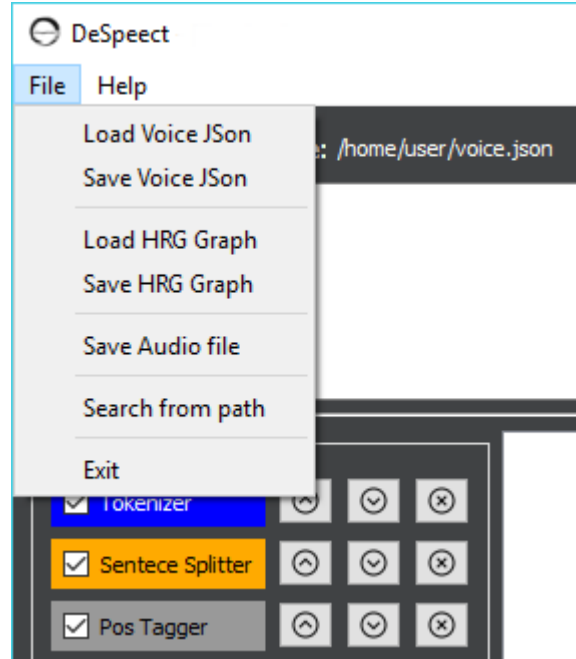 DeSpeect
File Help
Load Voice JSon
: /home/user/voice.json
Save Voice JSon
Load HRG Graph
Save HRG Graph
Save Audio file
Search from path
Exit
Tokenizer
Sentece Splitter
Pos Tagger